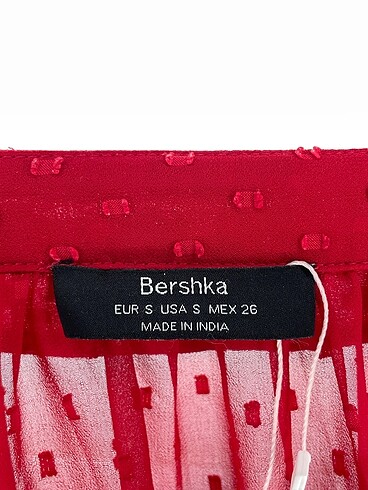 Bershka
EUR S USA S MEX 26
MADE IN INDIA